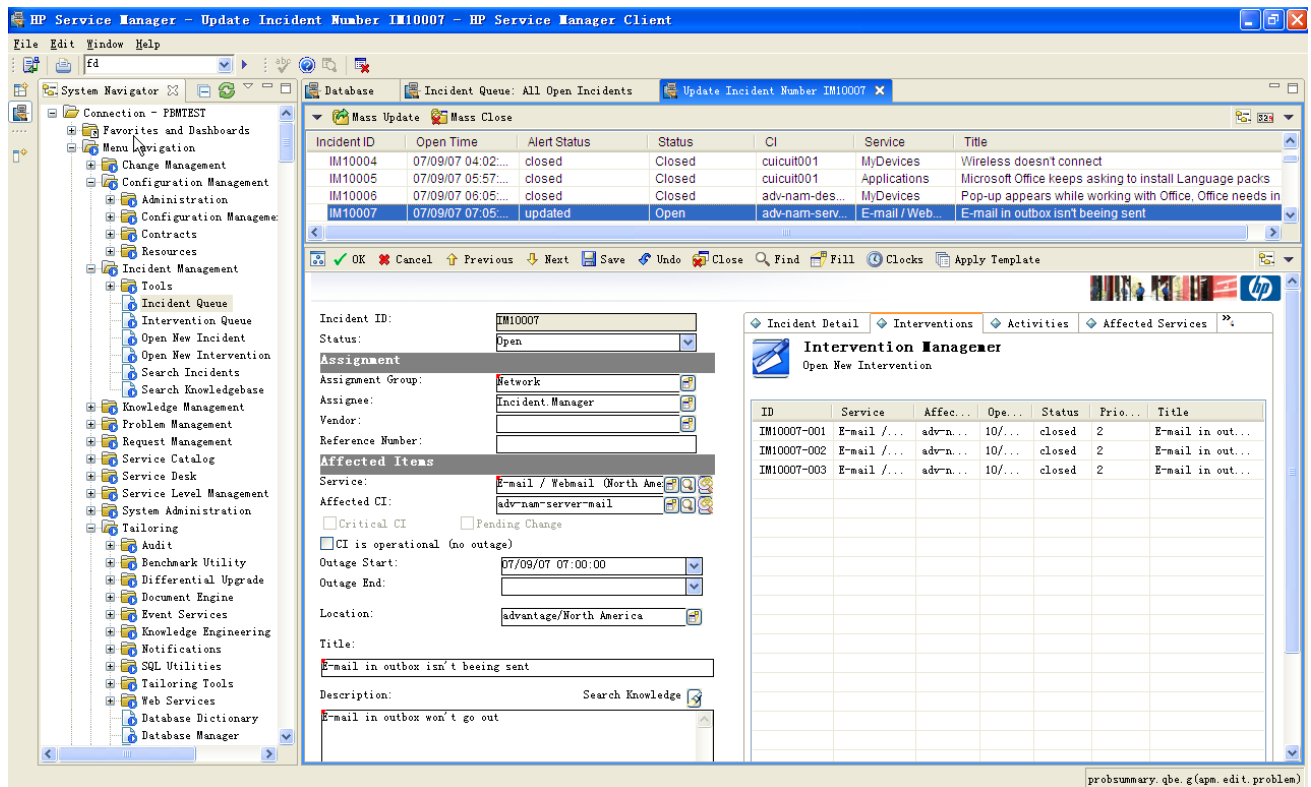 HP Service Manager - Update Incident Number IM10007 - HP Service Manager Client
File Edit Window Help
fd
abc
System Navigator
Connection - PBMTEST
Favorites and Dashboards
Menu Navigation
Change Management
Configuration Management
Administration
Configuration Manageme
Contracts
Resources
Incident Management
Tools
Incident Queue
Intervention Queue
Open New Incident
Open New Intervention
Search Incidents
Search Knowledgebase
Knowledge Management
Problem Management
Request Management
Service Catalog
Service Desk
Service Level Management
System Administration
Tailoring
Audit
Benchmark Utility
Differential Upgrade
Document Engine
Event Services
Knowledge Engineering
Notifications
SQL Utilities
Tailoring Tools
Web Services
Database Dictionary
Database Manager
Database Incident Queue: All Open Incidents Update Incident Number IM10007
Mass Update Mass Close
Incident ID Open Time Alert Status Status CI Service Title
IM10004 07/09/07 04:02:... closed Closed cuicuit001 MyDevices Wireless doesn't connect
IM10005 07/09/07 05:57:... closed Closed cuicuit001 Applications Microsoft Office keeps asking to install Language packs
IM10006 07/09/07 06:05:... closed Closed adv-nam-des... MyDevices Pop-up appears while working with Office, Office needs in
IM10007 07/09/07 07:05:... updated Open adv-nam-serv... E-mail / Web... E-mail in outbox isn't beeing sent
OK Cancel Previous Next Save Undo Close Find Fill Clocks Apply Template
hp
Incident ID: IM10007
Status: Open
Assignment
Assignment Group: Network
Assignee: Incident.Manager
Vendor:
Reference Number:
Affected Items
Service: E-mail / Webmail (North Ame
Affected CI: adv-nam-server-mail
Critical CI Pending Change
CI is operational (no outage)
Outage Start: 07/09/07 07:00:00
Outage End:
Location: advantage/North America
Title:
E-mail in outbox isn't beeing sent
Description: Search Knowledge
E-mail in outbox won't go out
Incident Detail Interventions Activities Affected Services
Intervention Managemer
Open New Intervention
ID Service Affec... Ope... Status Prio... Title
IM10007-001 E-mail /... adv-n... 10/... closed 2 E-mail in out...
IM10007-002 E-mail /... adv-n... 10/... closed 2 E-mail in out...
IM10007-003 E-mail /... adv-n... 10/... closed 2 E-mail in out...
probsummary.qbe.g(apm.edit.problem)